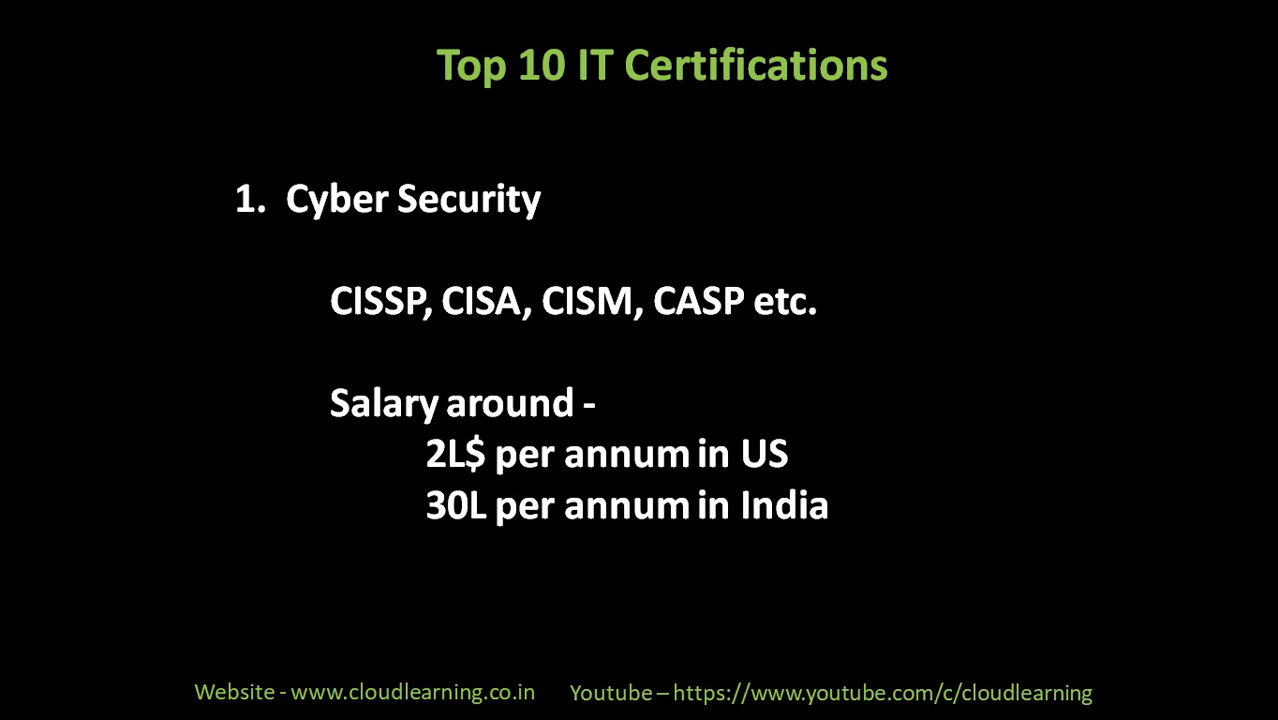 Top 10 IT Certifications
1. Cyber Security
CISSP, CISA, CISM, CASP etc.
Salary around -
2L$ per annum in US
30L per annum in India
Website - www.cloudlearning.co.in Youtube – https://www.youtube.com/c/cloudlearning